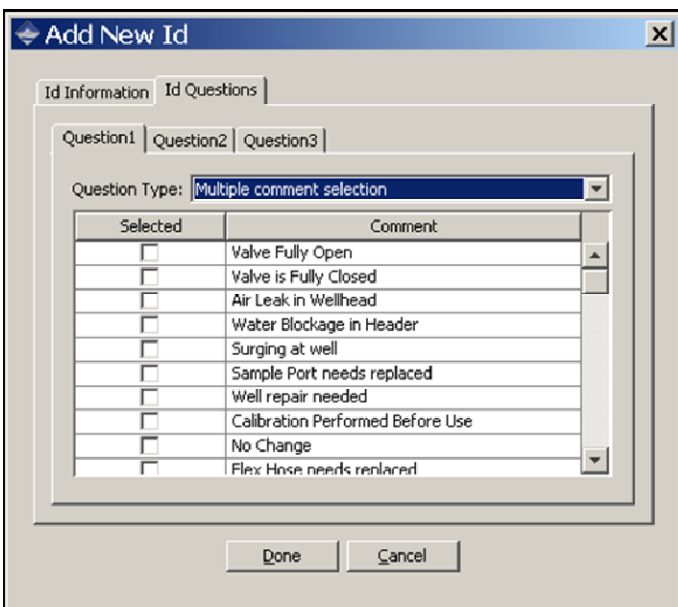 Add New Id
Id Information Id Questions
Question1 Question2 Question3
Question Type: Multiple comment selection
Selected Comment
Valve Fully Open
Valve is Fully Closed
Air Leak in Wellhead
Water Blockage in Header
Surging at well
Sample Port needs replaced
Well repair needed
Calibration Performed Before Use
No Change
Flex Hose needs replaced
Done Cancel